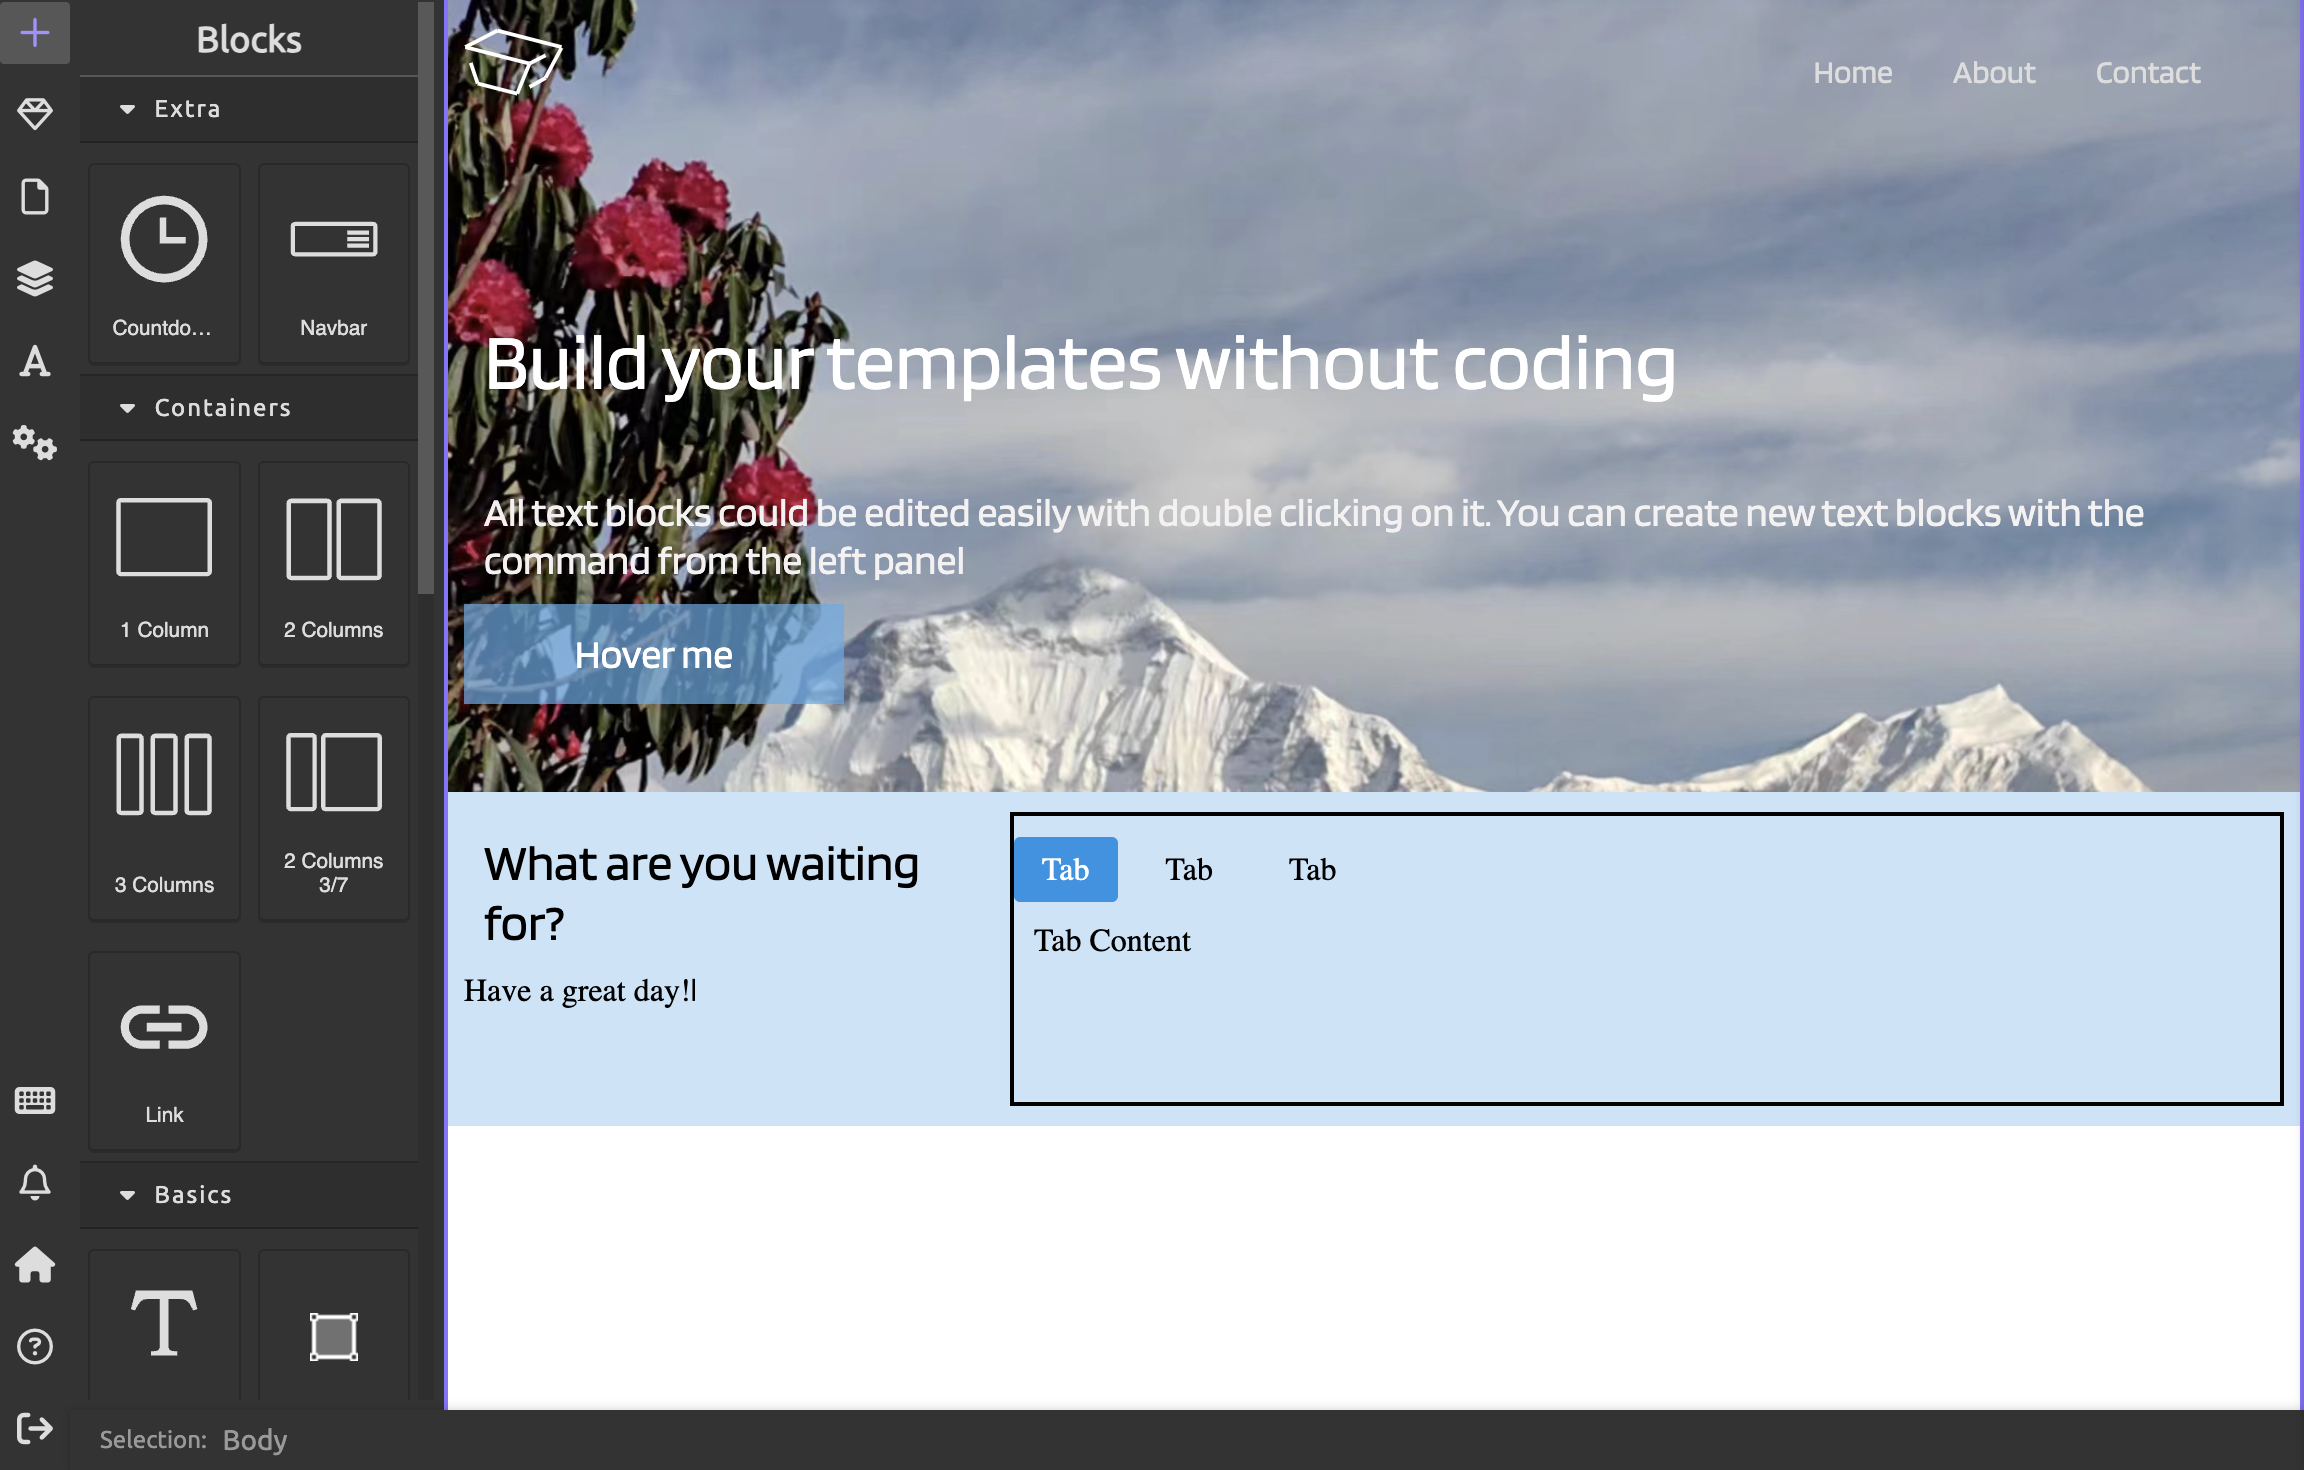 Blocks
Extra
Countdo...
Navbar
Containers
1 Column
2 Columns
3 Columns
2 Columns
3/7
Link
Basics
Home
About
Contact
Build your templates without coding
All text blocks could be edited easily with double clicking on it. You can create new text blocks with the
command from the left panel
Hover me
What are you waiting
for?
Have a great day!|
Tab
Tab
Tab
Tab Content
Selection: Body